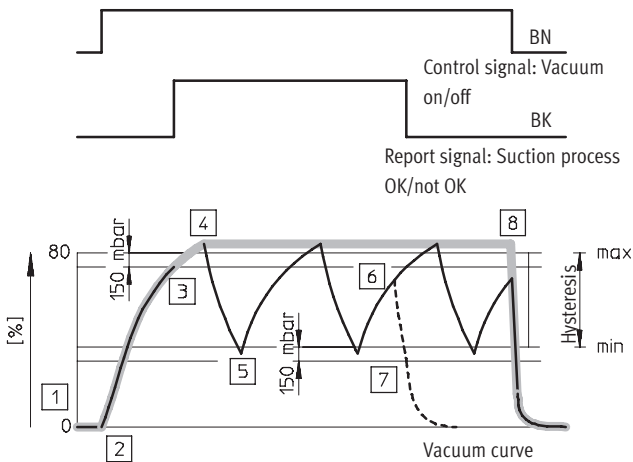 BN
Control signal: Vacuum
on/off
BK
Report signal: Suction process
OK/not OK
4
8
80
150 mbar
max
3
6
[%]
Hysteresis
150 mbar
min
5
7
1
0
2
Vacuum curve